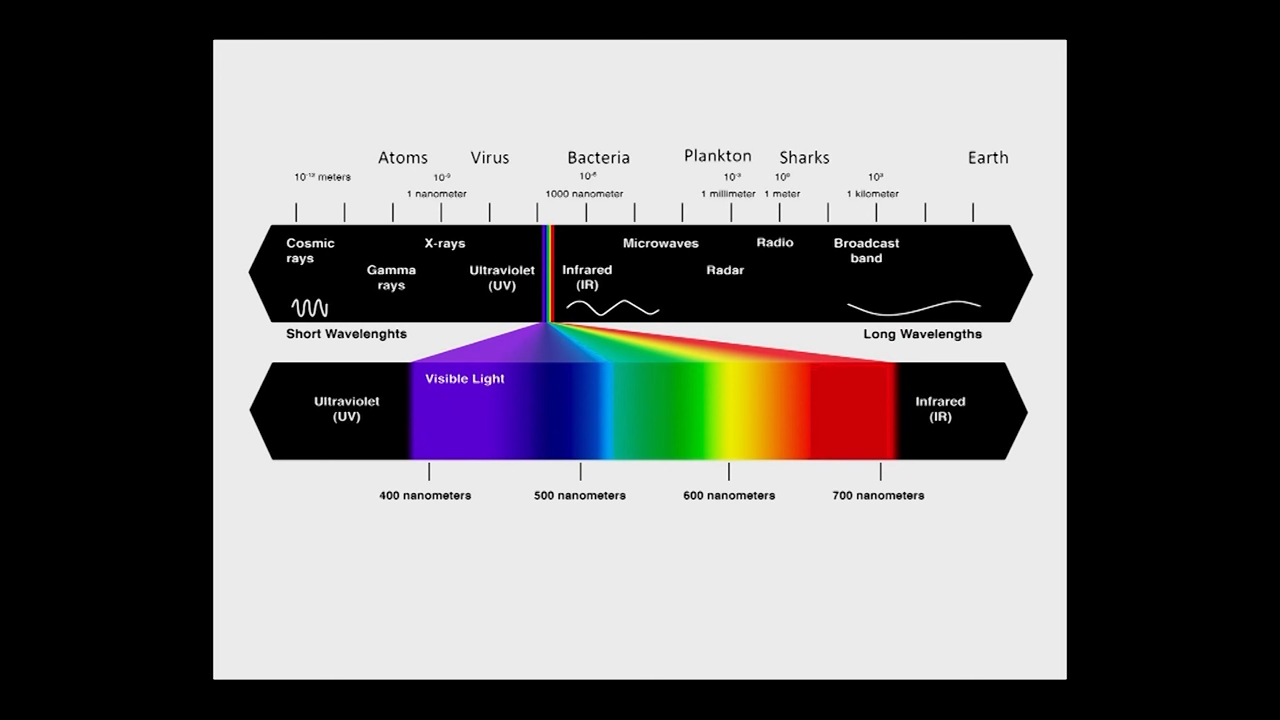 Atoms Virus Bacteria Plankton Sharks Earth
10⁻¹³ meters 10⁻⁹ 10⁻⁶ 10⁻³ 10⁰ 10³
1 nanometer 1000 nanometer 1 millimeter 1 meter 1 kilometer
Cosmic rays X-rays Microwaves Radio Broadcast band
Gamma rays Ultraviolet (UV) Infrared (IR) Radar
Short Wavelenghts Long Wavelengths
Visible Light
Ultraviolet (UV) Infrared (IR)
400 nanometers 500 nanometers 600 nanometers 700 nanometers